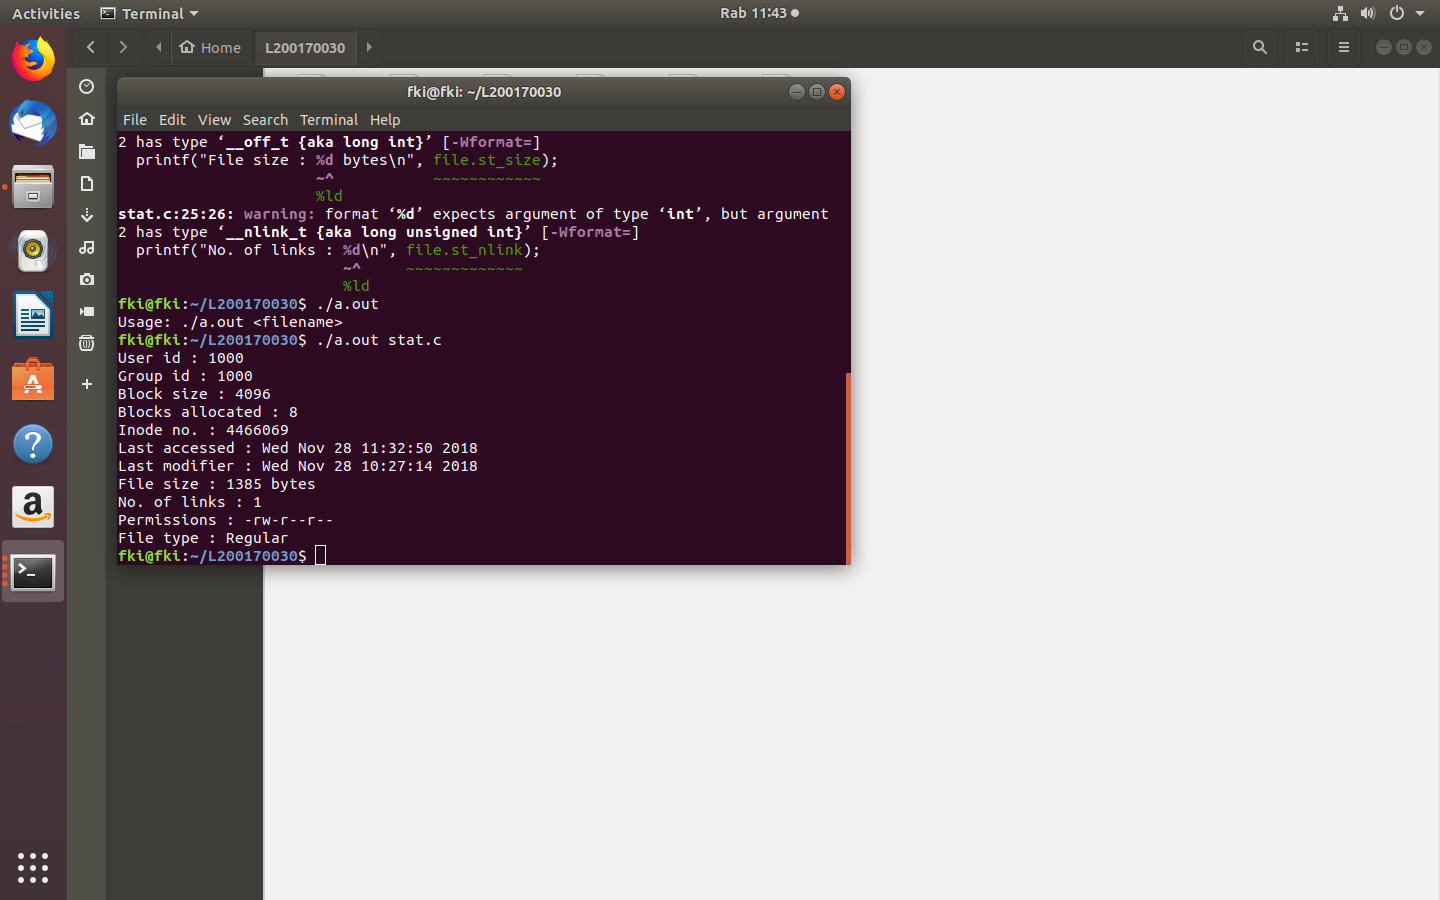 Activities
Terminal
Rab 11:43
Home
L200170030
fki@fki: ~/L200170030
File Edit View Search Terminal Help
2 has type ‘__off_t {aka long int}’ [-Wformat=]
printf("File size : %d bytes\n", file.st_size);
~^ ~~~~~~~~~~~~
%ld
stat.c:25:26: warning: format ‘%d’ expects argument of type ‘int’, but argument
2 has type ‘__nlink_t {aka long unsigned int}’ [-Wformat=]
printf("No. of links : %d\n", file.st_nlink);
~^ ~~~~~~~~~~~~~
%ld
fki@fki:~/L200170030$ ./a.out
Usage: ./a.out <filename>
fki@fki:~/L200170030$ ./a.out stat.c
User id : 1000
Group id : 1000
Block size : 4096
Blocks allocated : 8
Inode no. : 4466069
Last accessed : Wed Nov 28 11:32:50 2018
Last modifier : Wed Nov 28 10:27:14 2018
File size : 1385 bytes
No. of links : 1
Permissions : -rw-r--r--
File type : Regular
fki@fki:~/L200170030$